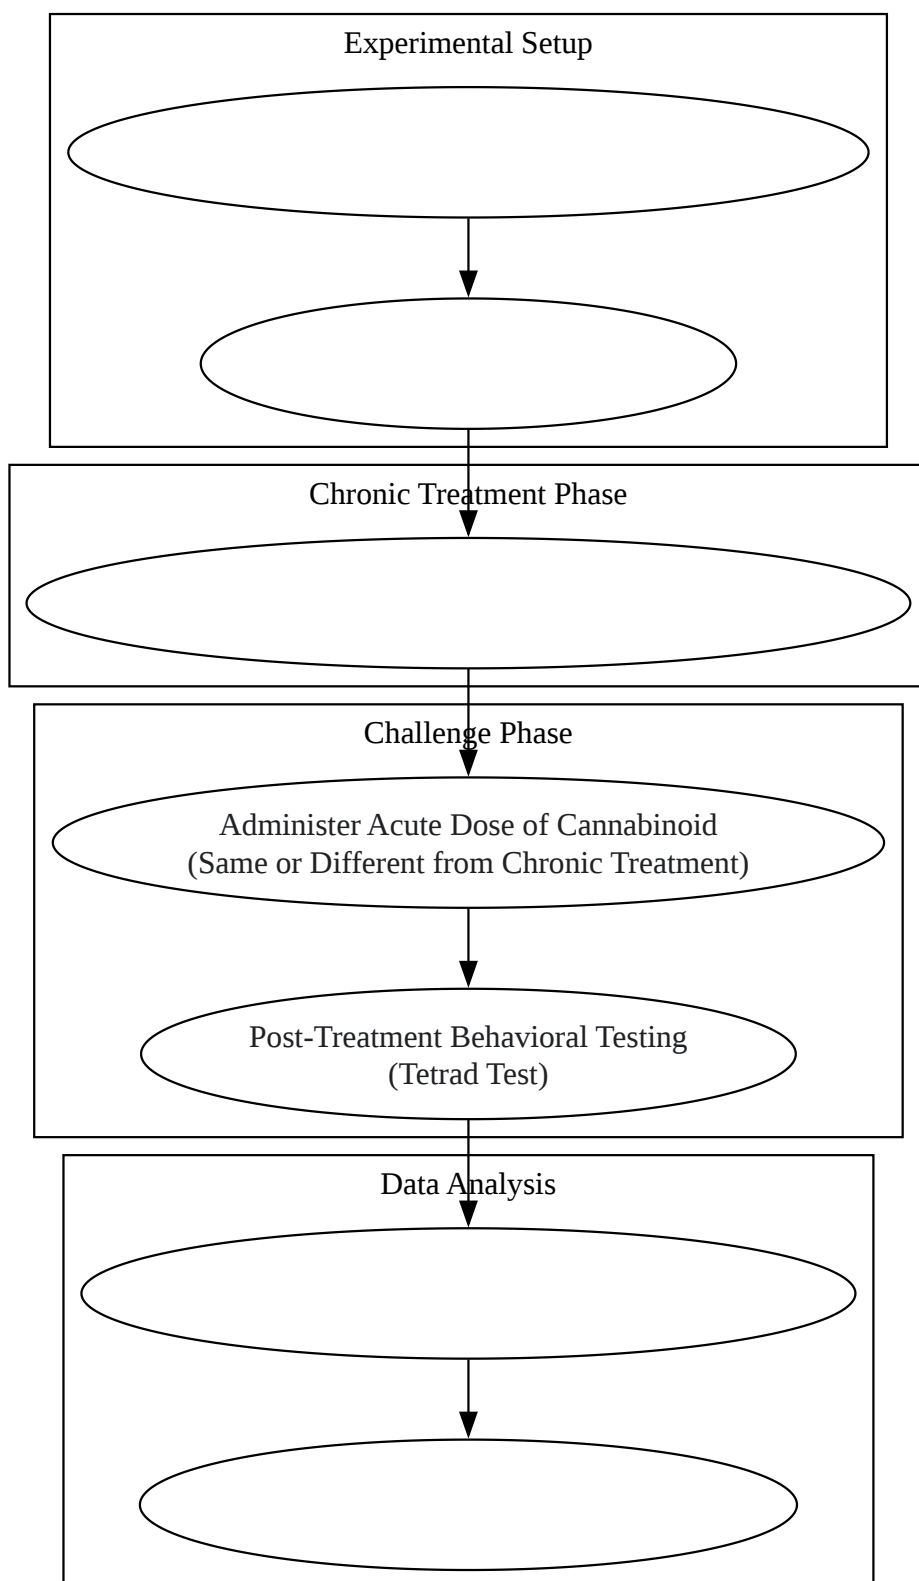 Experimental Setup
Chronic Treatment Phase
Challenge Phase
Administer Acute Dose of Cannabinoid
(Same or Different from Chronic Treatment)
Post-Treatment Behavioral Testing
(Tetrad Test)
Data Analysis